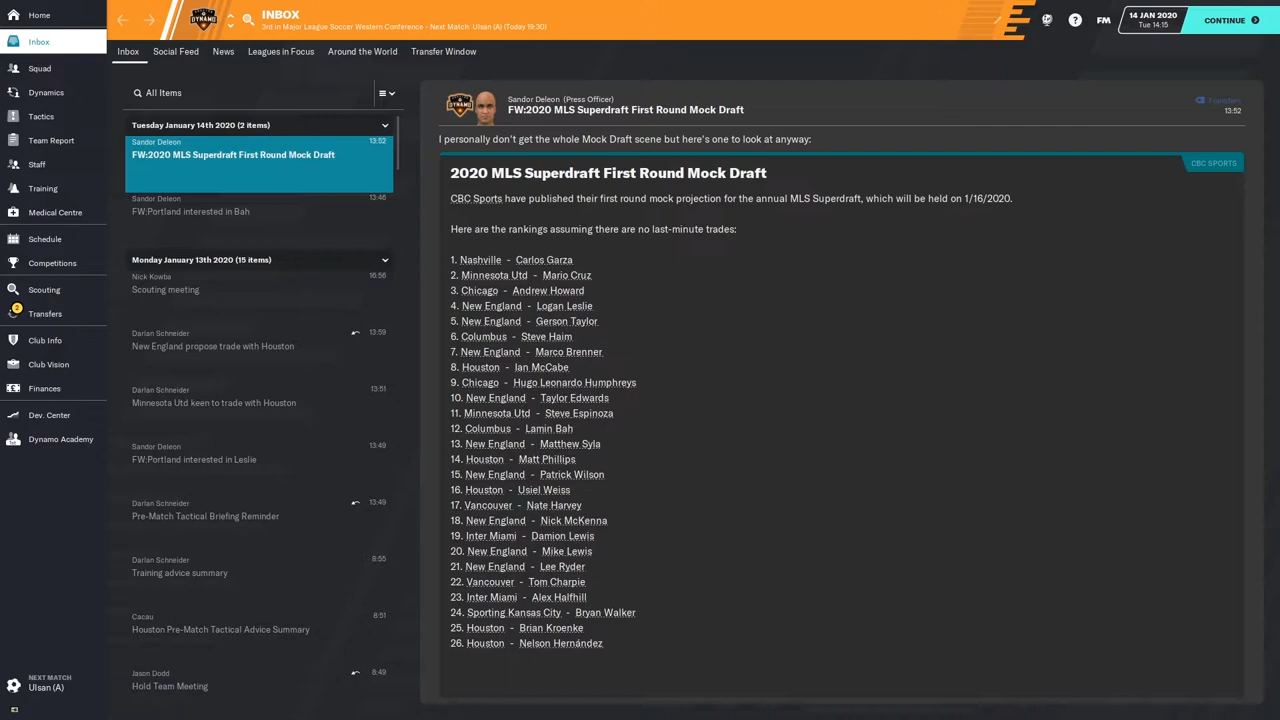 Home
Inbox
Squad
Dynamics
Tactics
Team Report
Staff
Training
Medical Centre
Schedule
Competitions
Scouting
2
Transfers
Club Info
Club Vision
Finances
Dev. Center
Dynamo Academy
NEXT MATCH
Ulsan (A)
INBOX
3rd in Major League Soccer Western Conference - Next Match: Ulsan (A) (Today 19:30)
?
FM
14 JAN 2020
Tue 14:15
CONTINUE
Inbox Social Feed News Leagues in Focus Around the World Transfer Window
All Items
Tuesday January 14th 2020 (2 items)
Sandor Deleon 13:52
FW:2020 MLS Superdraft First Round Mock Draft
Sandor Deleon 13:46
FW:Portland interested in Bah
Monday January 13th 2020 (15 items)
Nick Kowba 16:56
Scouting meeting
Darlan Schneider 13:59
New England propose trade with Houston
Darlan Schneider 13:51
Minnesota Utd keen to trade with Houston
Sandor Deleon 13:49
FW:Portland interested in Leslie
Darlan Schneider 13:49
Pre-Match Tactical Briefing Reminder
Darlan Schneider 8:55
Training advice summary
Cacau 8:51
Houston Pre-Match Tactical Advice Summary
Jason Dodd 8:49
Hold Team Meeting
DYNAMO
Sandor Deleon (Press Officer)
FW:2020 MLS Superdraft First Round Mock Draft
Transfers
13:52
I personally don't get the whole Mock Draft scene but here's one to look at anyway:
CBC SPORTS
2020 MLS Superdraft First Round Mock Draft
CBC Sports have published their first round mock projection for the annual MLS Superdraft, which will be held on 1/16/2020.
Here are the rankings assuming there are no last-minute trades:
1. Nashville - Carlos Garza
2. Minnesota Utd - Mario Cruz
3. Chicago - Andrew Howard
4. New England - Logan Leslie
5. New England - Gerson Taylor
6. Columbus - Steve Haim
7. New England - Marco Brenner
8. Houston - Ian McCabe
9. Chicago - Hugo Leonardo Humphreys
10. New England - Taylor Edwards
11. Minnesota Utd - Steve Espinoza
12. Columbus - Lamin Bah
13. New England - Matthew Syla
14. Houston - Matt Phillips
15. New England - Patrick Wilson
16. Houston - Usiel Weiss
17. Vancouver - Nate Harvey
18. New England - Nick McKenna
19. Inter Miami - Damion Lewis
20. New England - Mike Lewis
21. New England - Lee Ryder
22. Vancouver - Tom Charpie
23. Inter Miami - Alex Halfhill
24. Sporting Kansas City - Bryan Walker
25. Houston - Brian Kroenke
26. Houston - Nelson Hernández